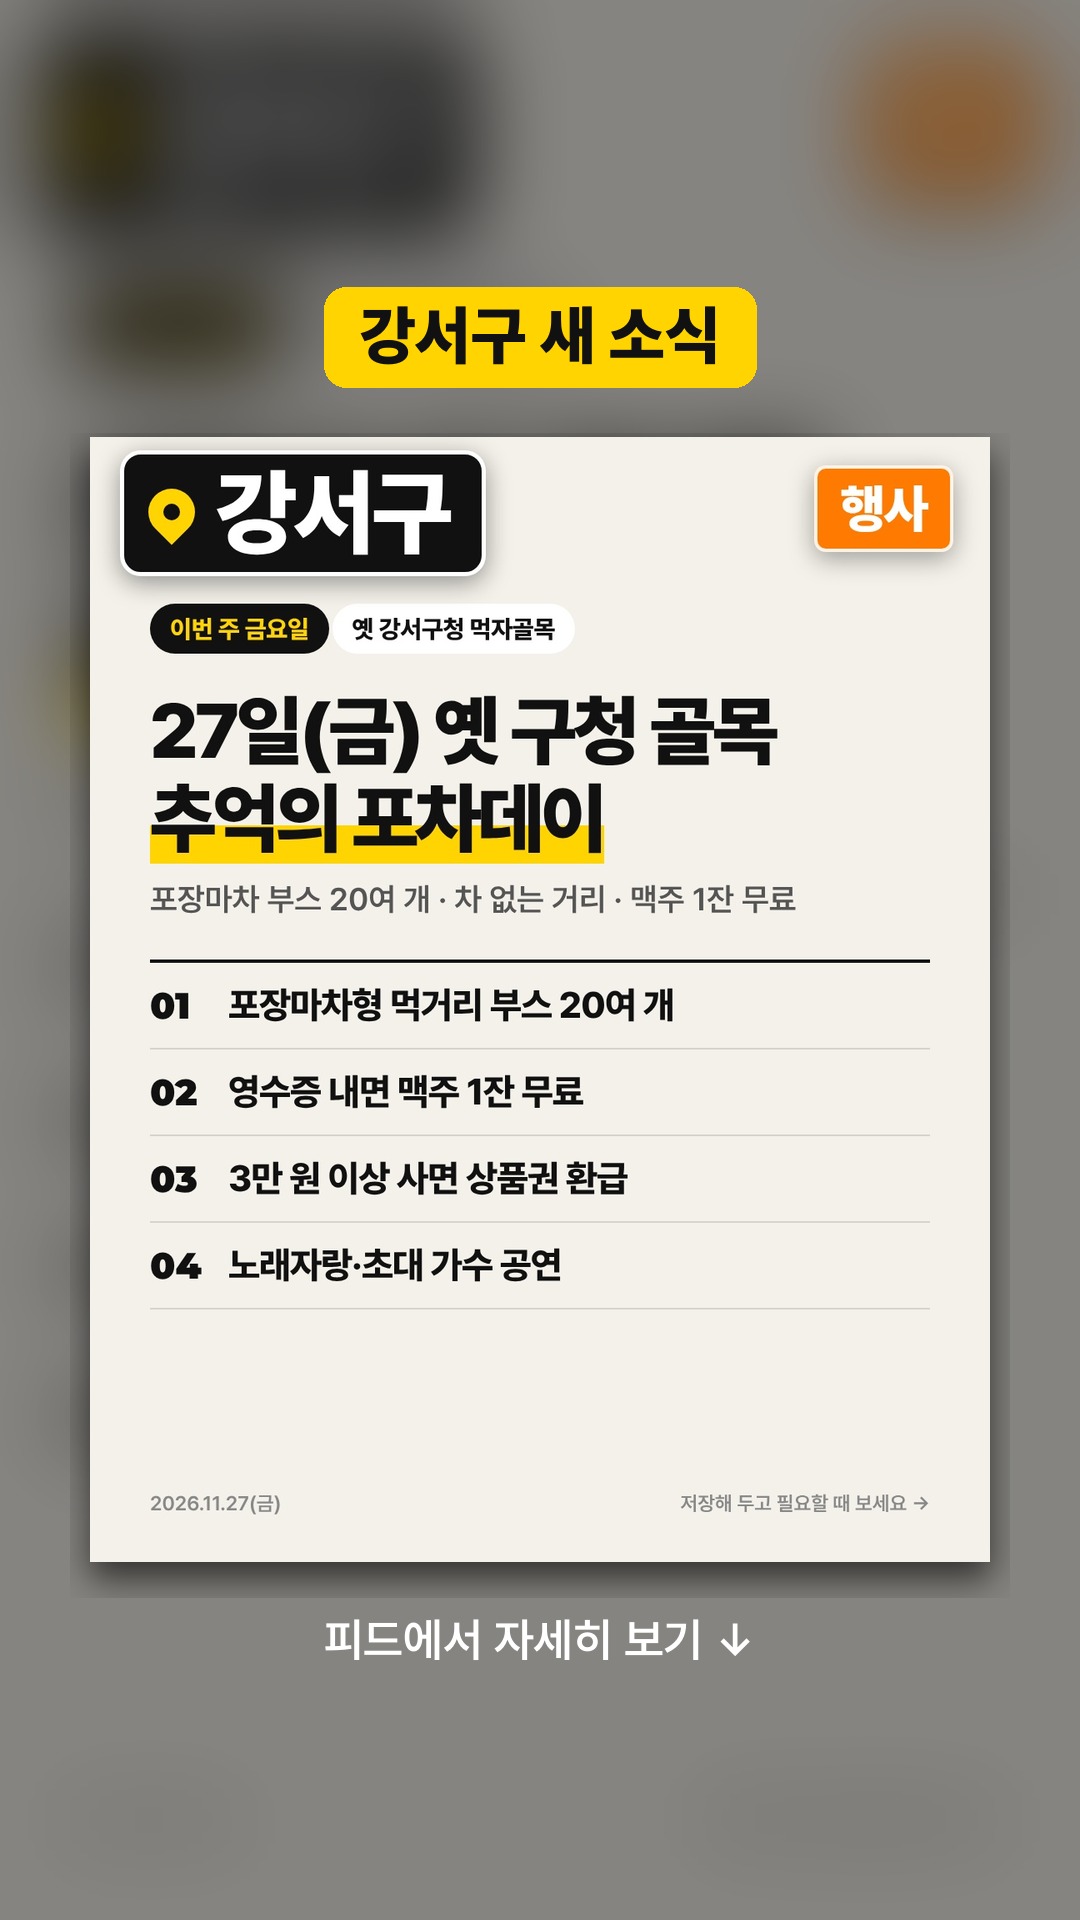 강서구 새 소식
강서구
행사
이번 주 금요일
옛 강서구청 먹자골목
27일(금) 옛 구청 골목
추억의 포차데이
포장마차 부스 20여 개 · 차 없는 거리 · 맥주 1잔 무료
01 포장마차형 먹거리 부스 20여 개
02 영수증 내면 맥주 1잔 무료
03 3만 원 이상 사면 상품권 환급
04 노래자랑·초대 가수 공연
2026.11.27(금)
저장해 두고 필요할 때 보세요 →
피드에서 자세히 보기 ↓